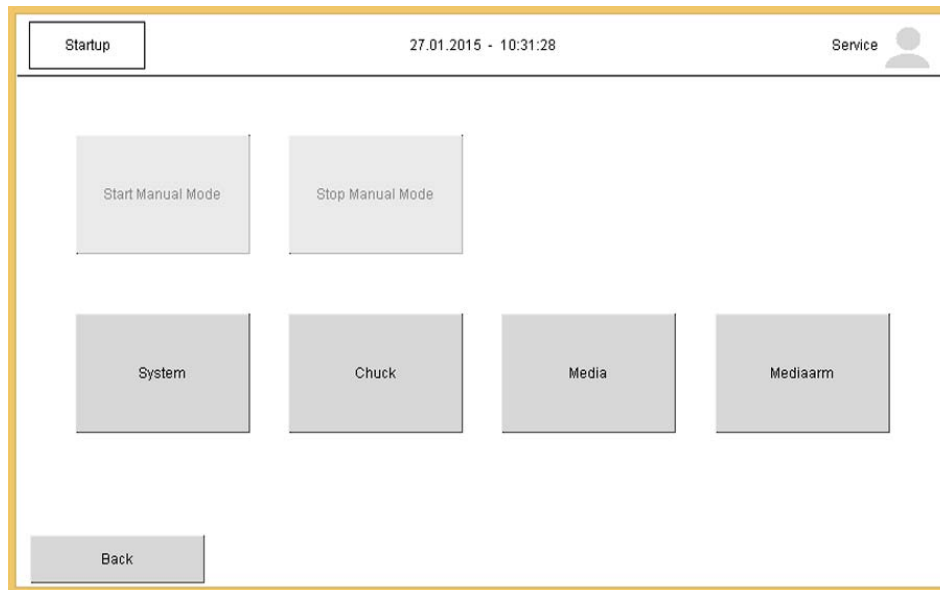 Startup
27.01.2015 - 10:31:28
Service
Start Manual Mode
Stop Manual Mode
System
Chuck
Media
Mediaarm
Back